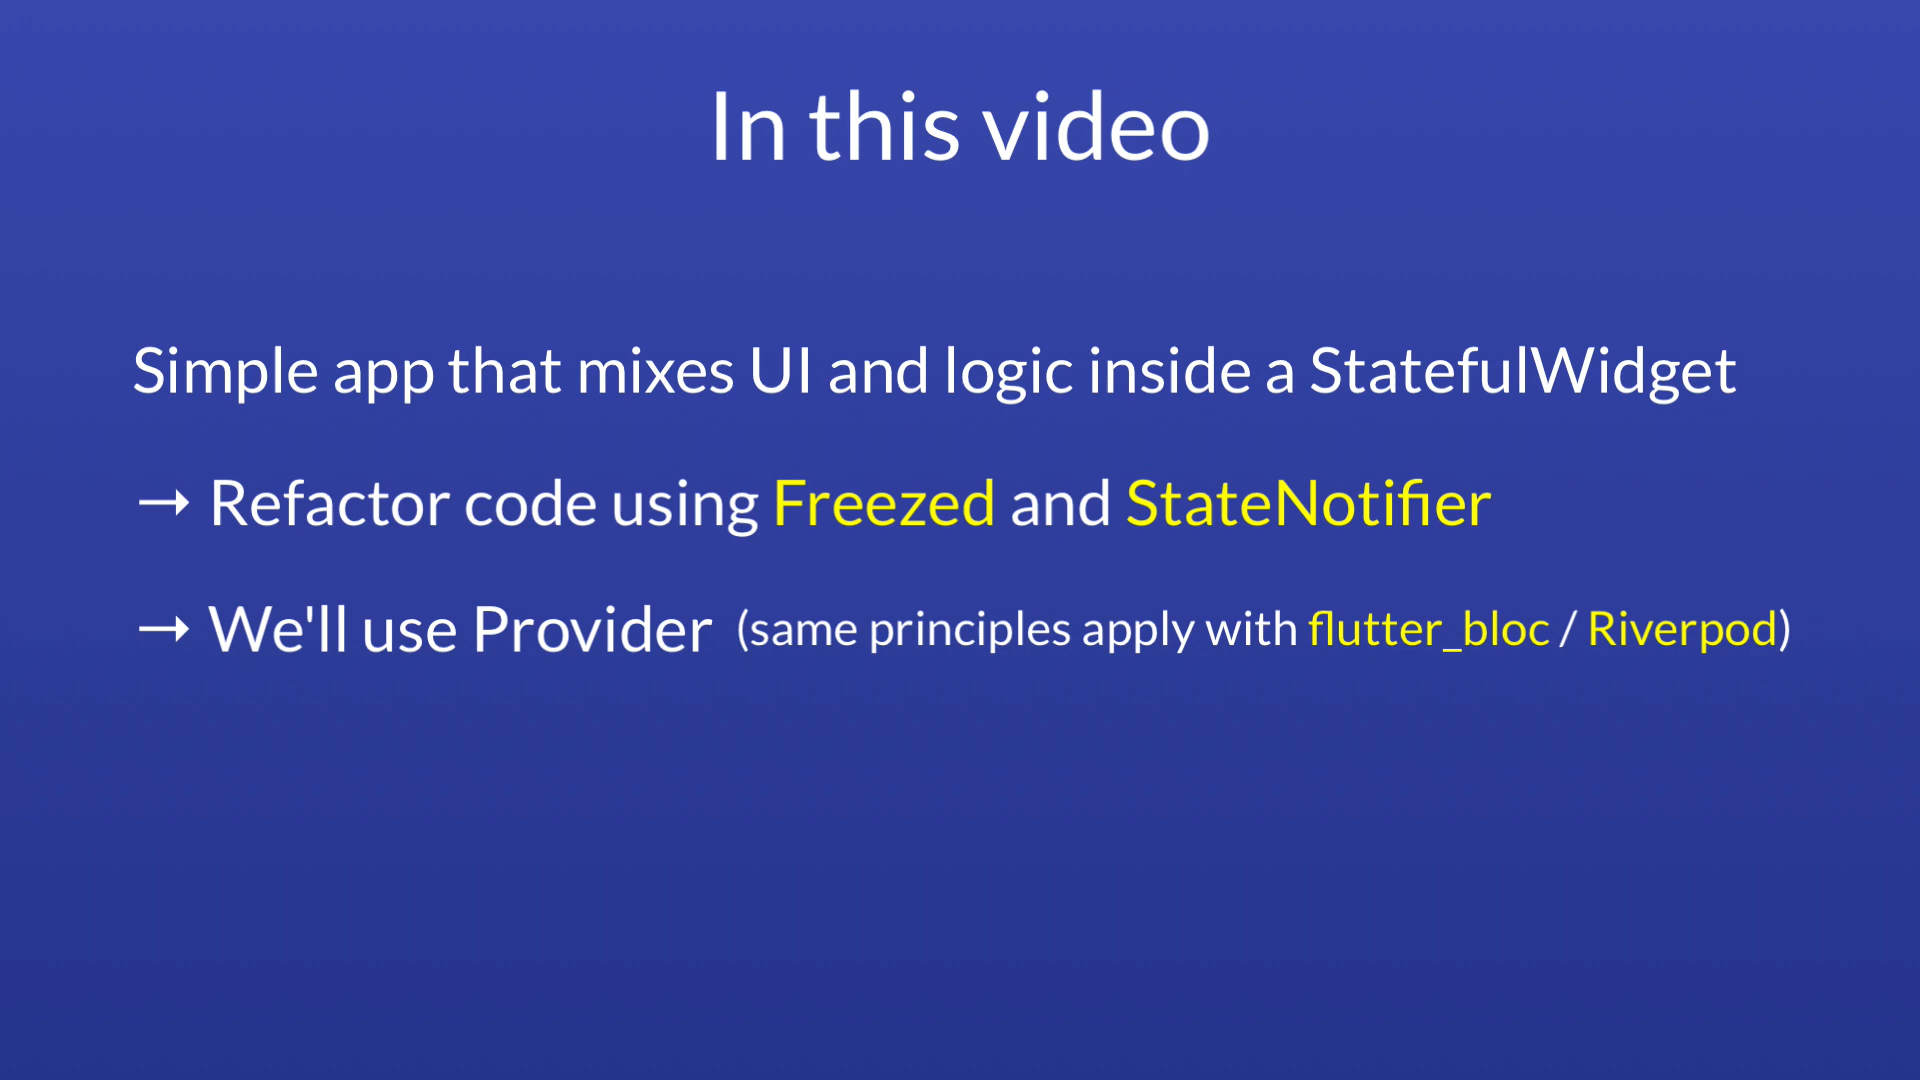 In this video
Simple app that mixes UI and logic inside a StatefulWidget
→ Refactor code using Freezed and StateNotifier
→ We'll use Provider (same principles apply with flutter_bloc / Riverpod)